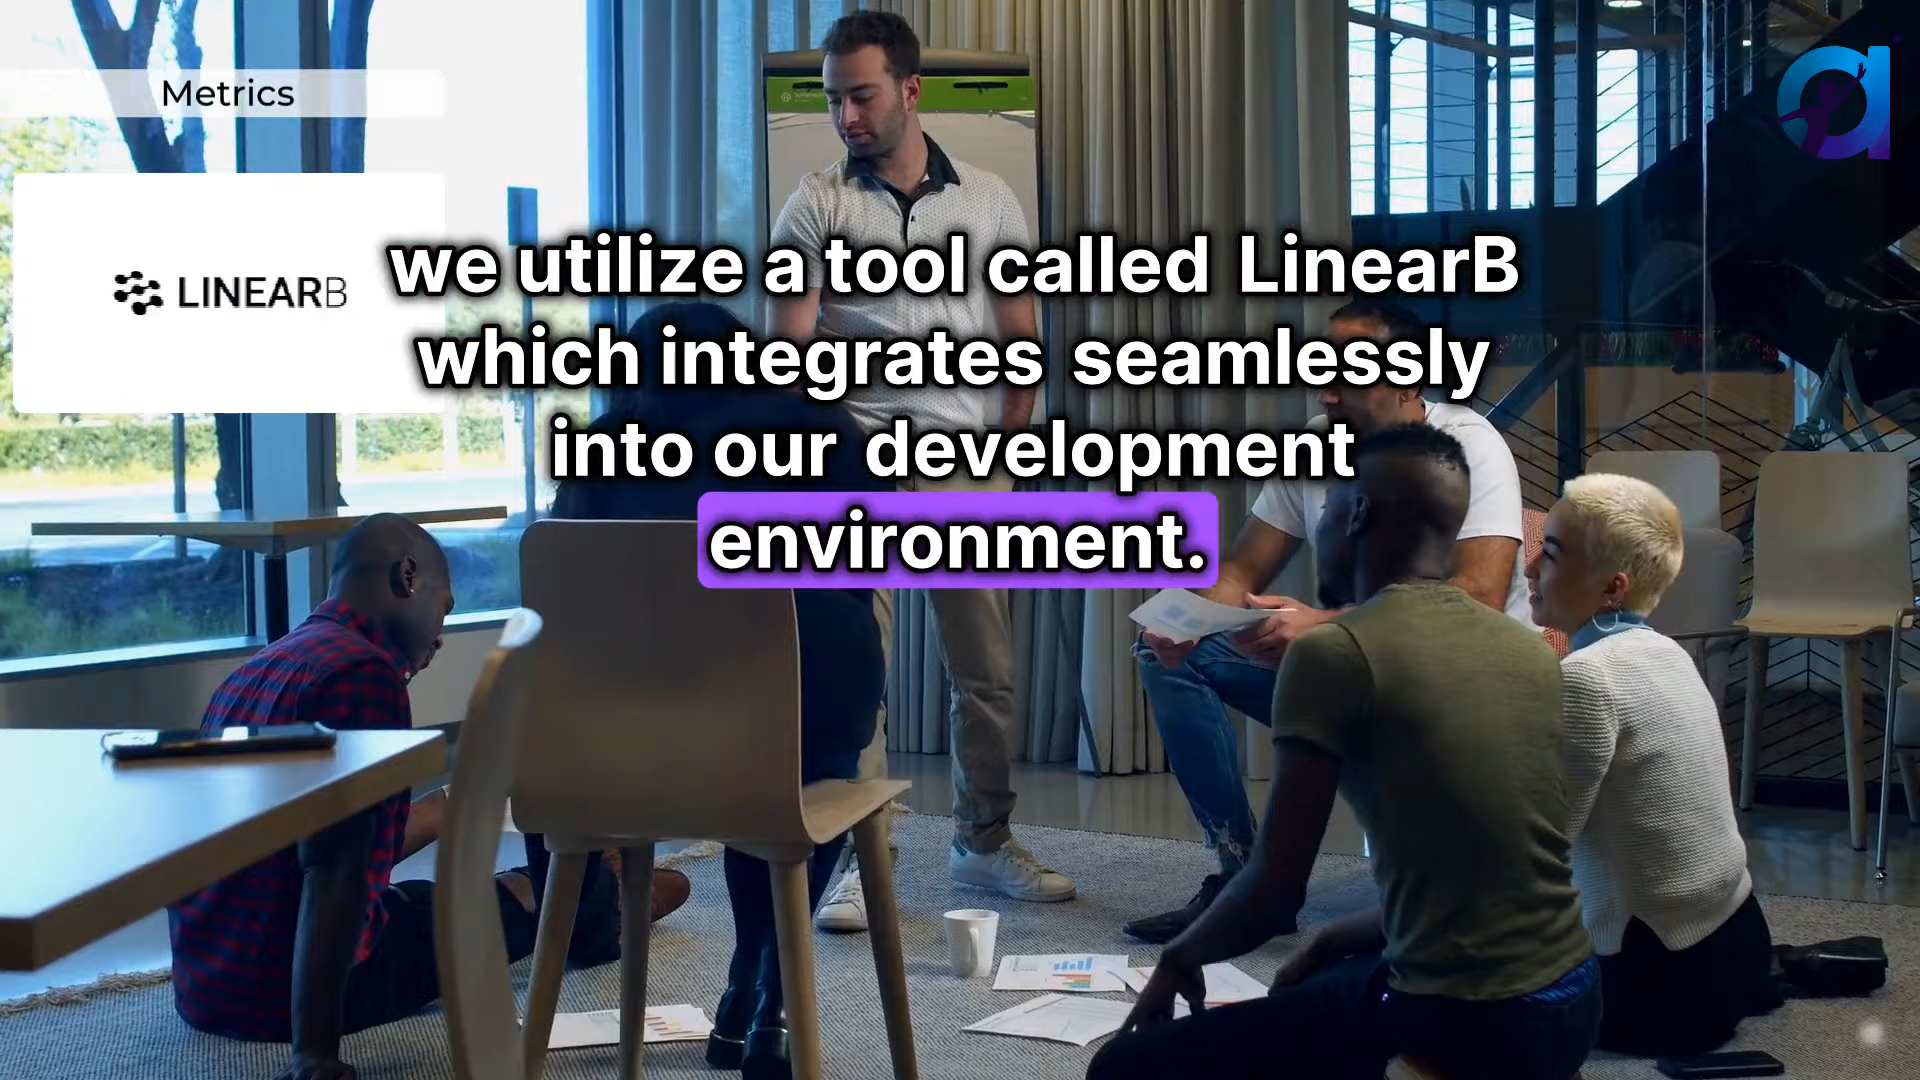 Metrics
LINEARB
we utilize a tool called LinearB
which integrates seamlessly
into our development
environment.